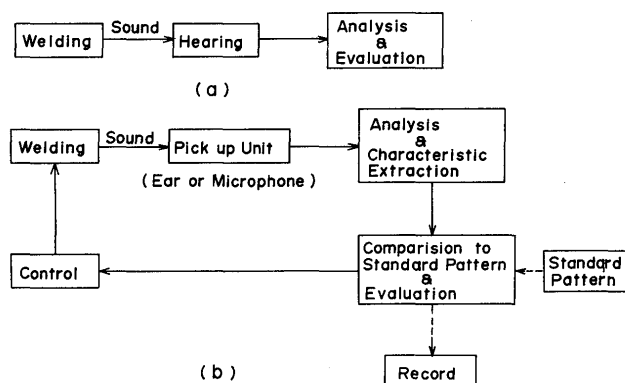 Welding
Sound
Hearing
Analysis
&
Evaluation
(a)
Welding
Sound
Pick up Unit
(Ear or Microphone)
Analysis
&
Characteristic
Extraction
Control
Comparision to
Standard Pattern
&
Evaluation
Standard
Pattern
(b)
Record